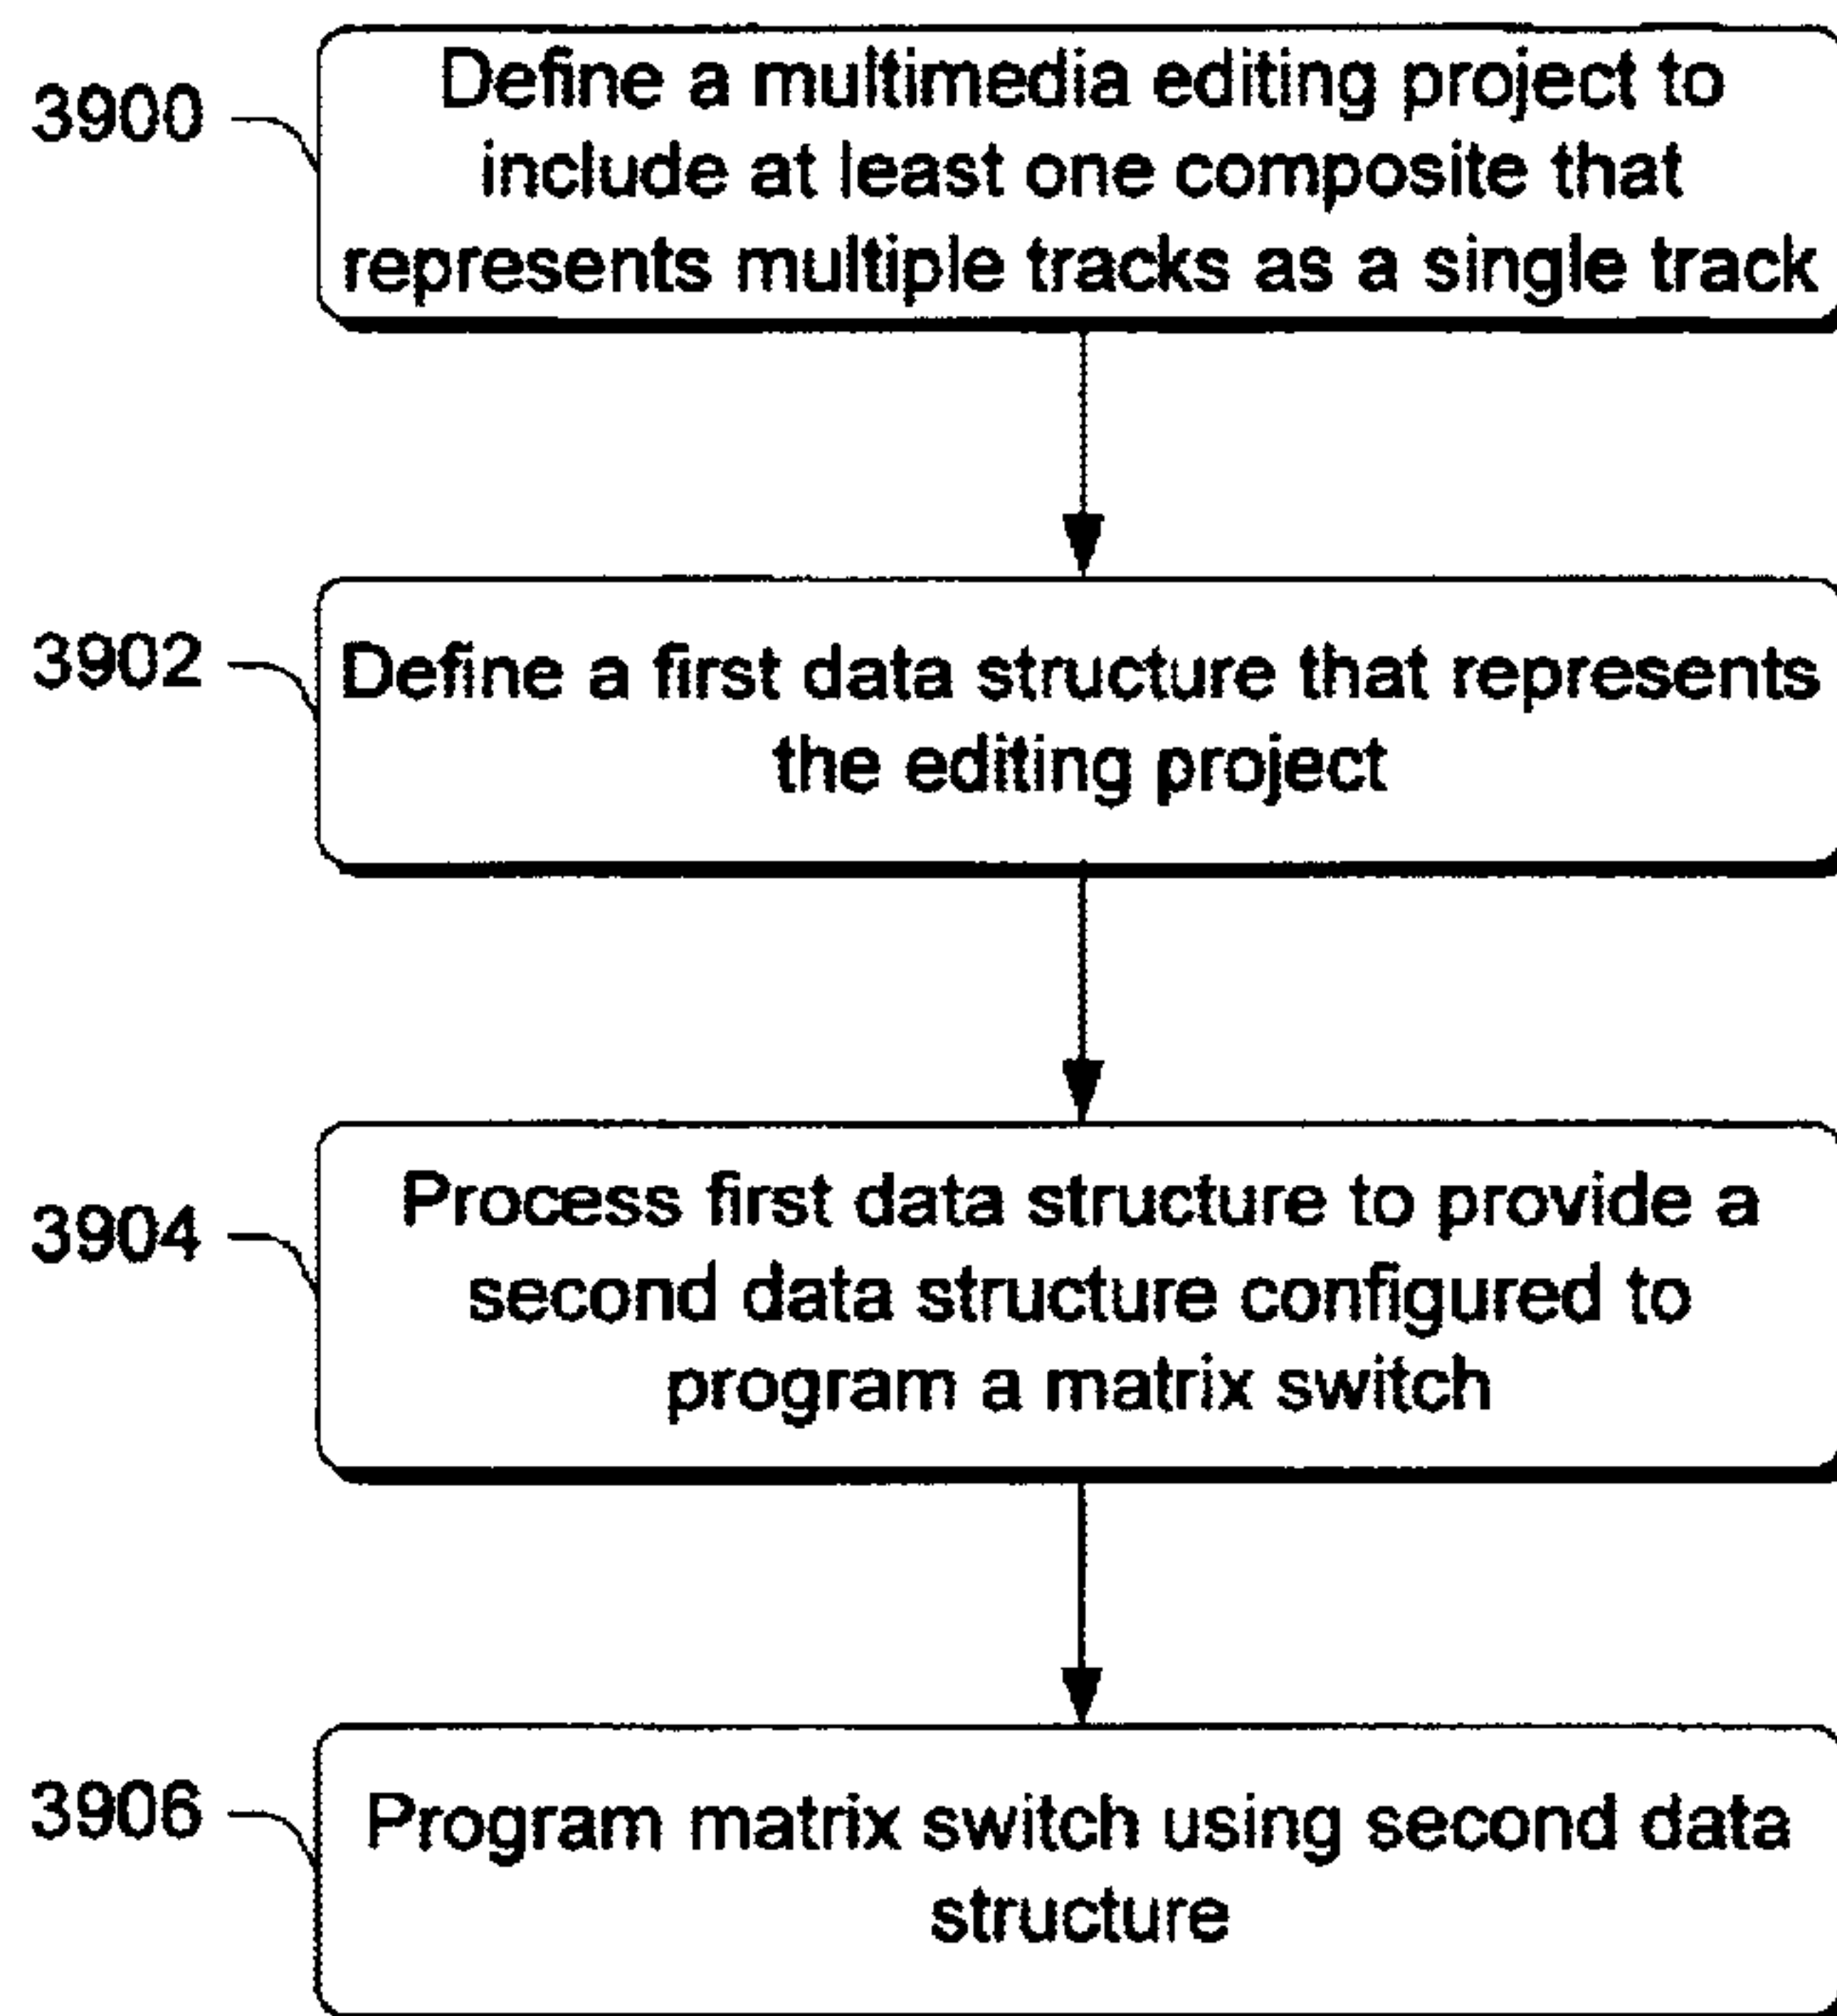 3900
Define a multimedia editing project to
include at least one composite that
represents multiple tracks as a single track
3902
Define a first data structure that represents
the editing project
3904
Process first data structure to provide a
second data structure configured to
program a matrix switch
3906
Program matrix switch using second data
structure